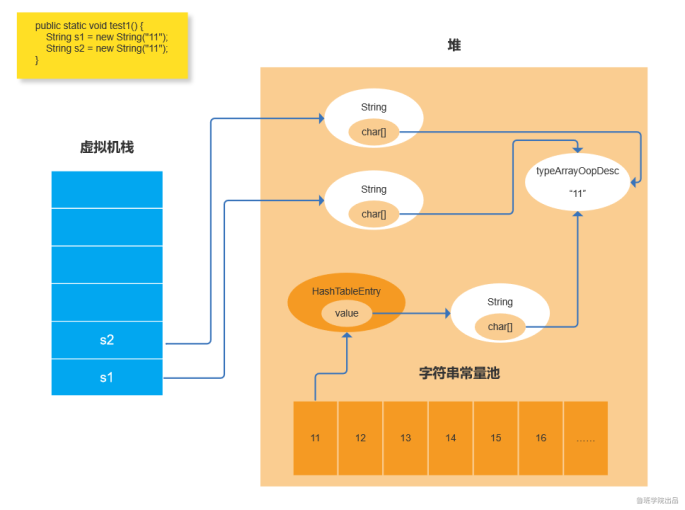 public static void test1() {
String s1 = new String("11");
String s2 = new String("11");
}
堆
虚拟机栈
String
char[]
typeArrayOopDesc
“11”
String
char[]
HashTableEntry
value
String
char[]
s2
s1
字符串常量池
11 12 13 14 15 16 ……